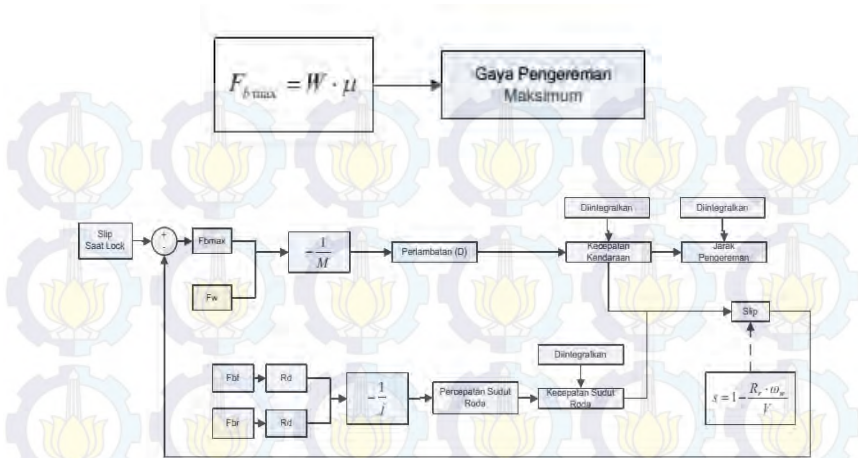 F_{b max} = W · μ
Gaya Pengereman
Maksimum
Diintegralkan
Diintegralkan
Slip
Saat Lock
+
-
Fbmax
- 1/M
Perlambatan (D)
Kecepatan
Kendaraan
Jarak
Pengereman
Fw
Slip
Diintegralkan
Fbf
Rd
- 1/j
Percepatan Sudut
Roda
Kecepatan Sudut
Roda
s = 1 - R_r · ω_w / V
Fbr
Rd